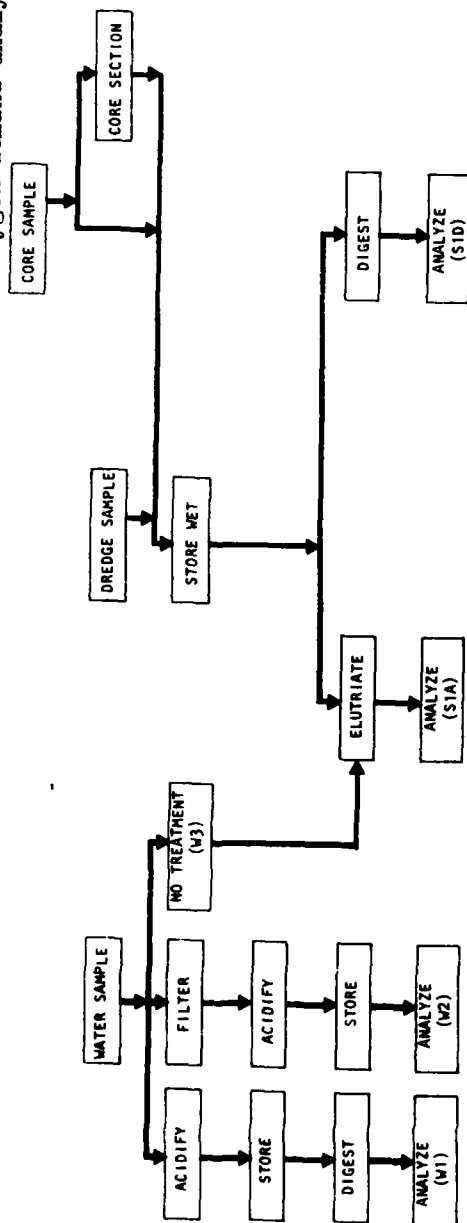 WATER SAMPLE
DREDGE SAMPLE
CORE SAMPLE
CORE SECTION
ACIDIFY
FILTER
NO TREATMENT
(W3)
STORE WET
STORE
ACIDIFY
DIGEST
STORE
ELUTRIATE
DIGEST
ANALYZE
(W1)
ANALYZE
(W2)
ANALYZE
(S1A)
ANALYZE
(S1D)